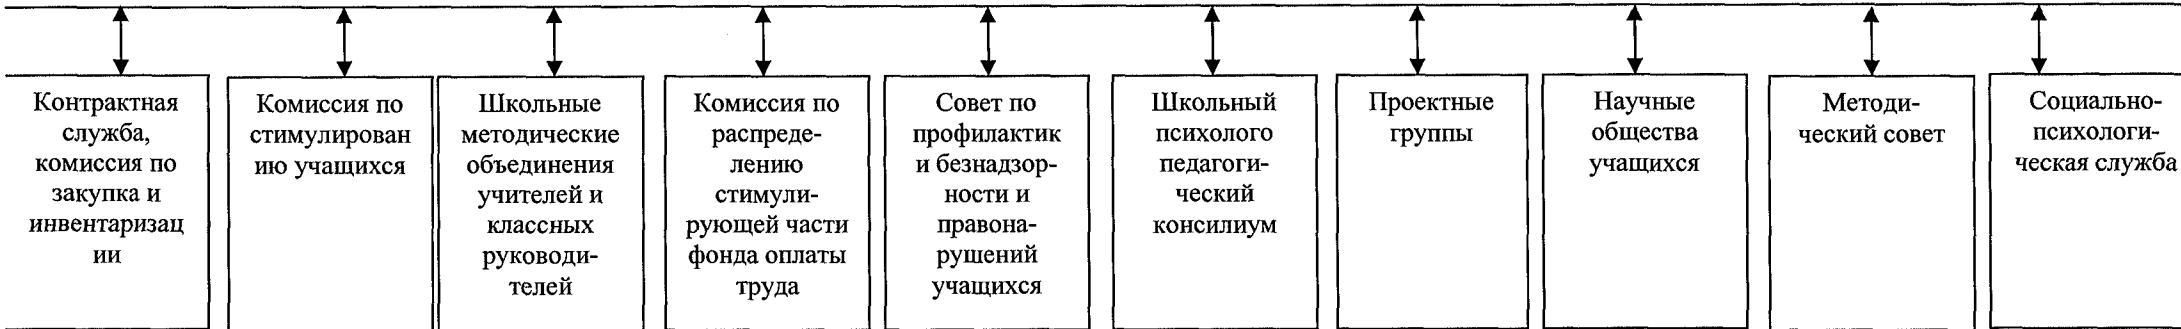 Контрактная
служба,
комиссия по
закупка и
инвентаризац
ии
Комиссия по
стимулирован
ию учащихся
Школьные
методические
объединения
учителей и
классных
руководи-
телей
Комиссия по
распреде-
лению
стимули-
рующей части
фонда оплаты
труда
Совет по
профилактик
и безнадзор-
ности и
правона-
рушений
учащихся
Школьный
психолого
педагоги-
ческий
консилиум
Проектные
группы
Научные
общества
учащихся
Методи-
ческий совет
Социально-
психологи-
ческая служба